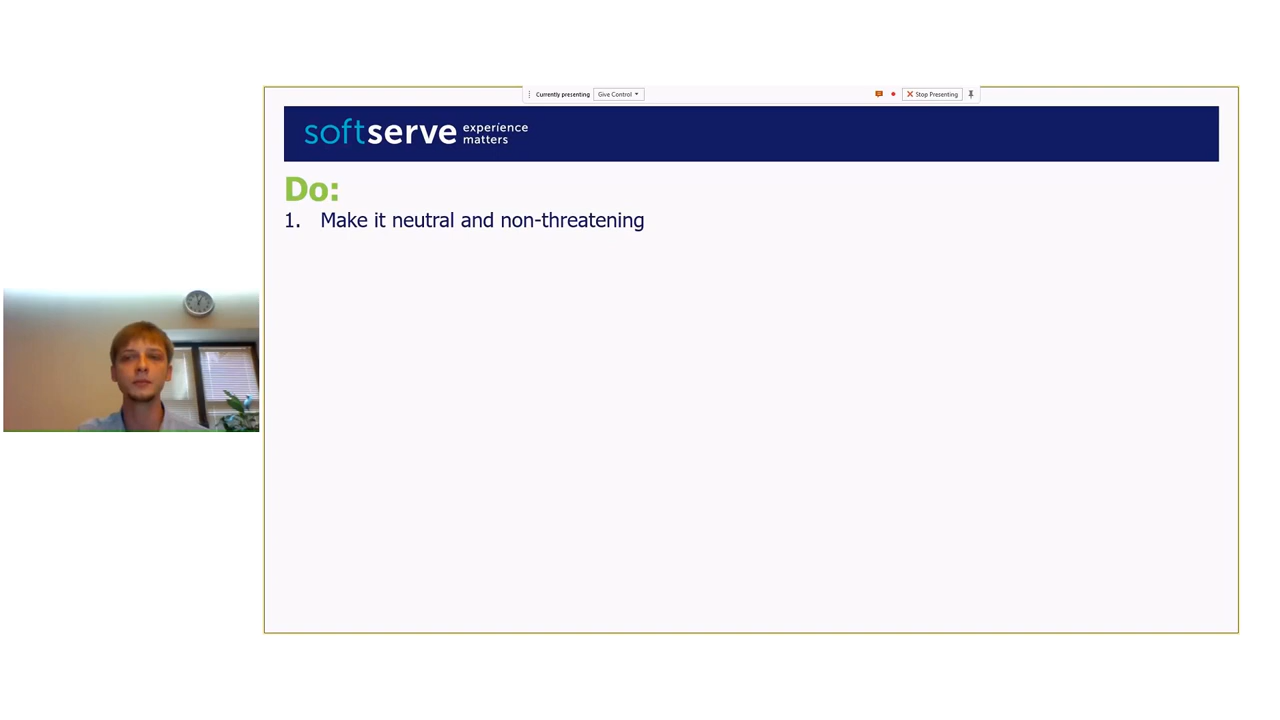 Currently presenting Give Control Stop Presenting
softserve experience
matters
Do:
1. Make it neutral and non-threatening